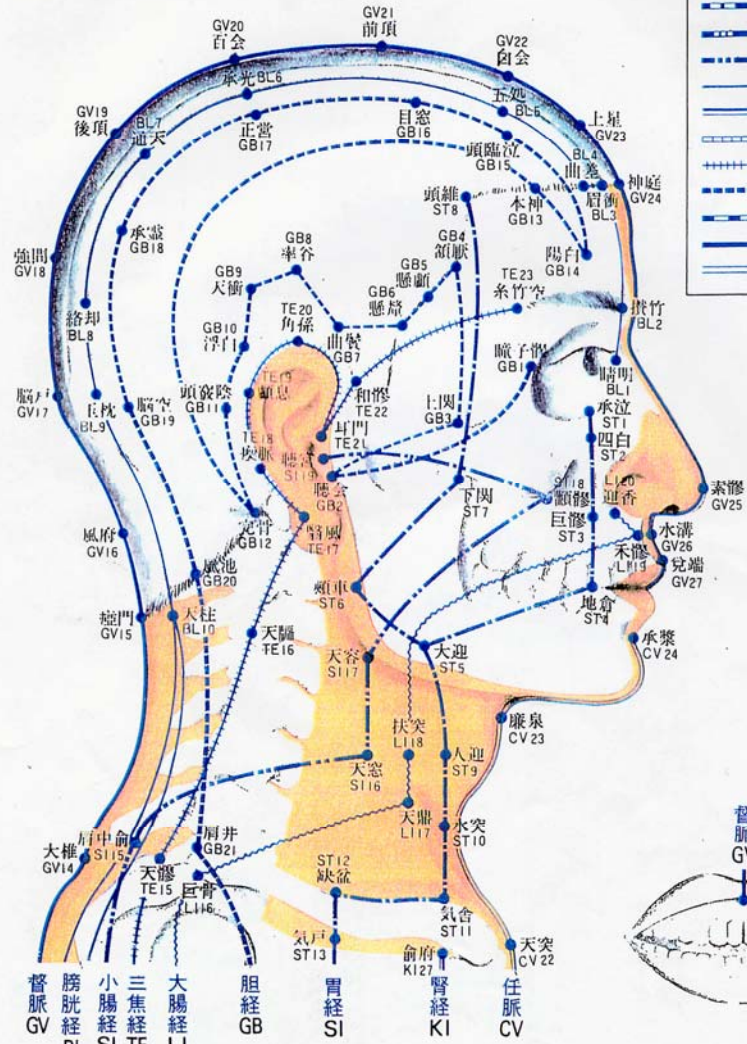 GV20
百会
GV21
前頂
GV22
囟会
承光BL6
五処
BL5
上星
GV23
GV19
後頂
BL7
通天
正営
GB17
目窓
GB16
頭臨泣
GB15
BL4
曲差
眉衝
BL3
神庭
GV24
頭維
ST8
本神
GB13
承霊
GB18
陽白
GB14
強間
GV18
GB8
率谷
GB4
頷厭
GB9
天衝
GB5
懸顱
GB6
懸釐
TE23
糸竹空
絡却
BL8
TE20
角孫
攅竹
BL2
GB10
浮白
曲鬢
GB7
瞳子髎
GB1
睛明
BL1
脳戸
GV17
玉枕
BL9
脳空
GB19
頭竅陰
GB11
TE19
顱息
和髎
TE22
上関
GB3
承泣
ST1
四白
ST2
TE18
瘈脈
耳門
TE21
聴宮
SI19
聴会
GB2
下関
ST7
SI18
顴髎
巨髎
ST3
LI20
迎香
素髎
GV25
風府
GV16
完骨
GB12
翳風
TE17
水溝
GV26
禾髎
LI19
兌端
GV27
風池
GB20
瘂門
GV15
天柱
BL10
頬車
ST6
地倉
ST4
天牖
TE16
天容
SI17
大迎
ST5
承漿
CV24
扶突
LI18
廉泉
CV23
天窓
SI16
人迎
ST9
天鼎
LI17
水突
ST10
大椎
GV14
肩中兪
SI15
天髎
TE15
肩井
GB21
巨骨
LI16
ST12
缺盆
気舎
ST11
気戸
ST13
兪府
KI27
天突
CV22
督脈
GV
督脈
GV
膀胱経
BL
小腸経
SI
三焦経
TE
大腸経
LI
胆経
GB
胃経
SI
腎経
KI
任脈
CV